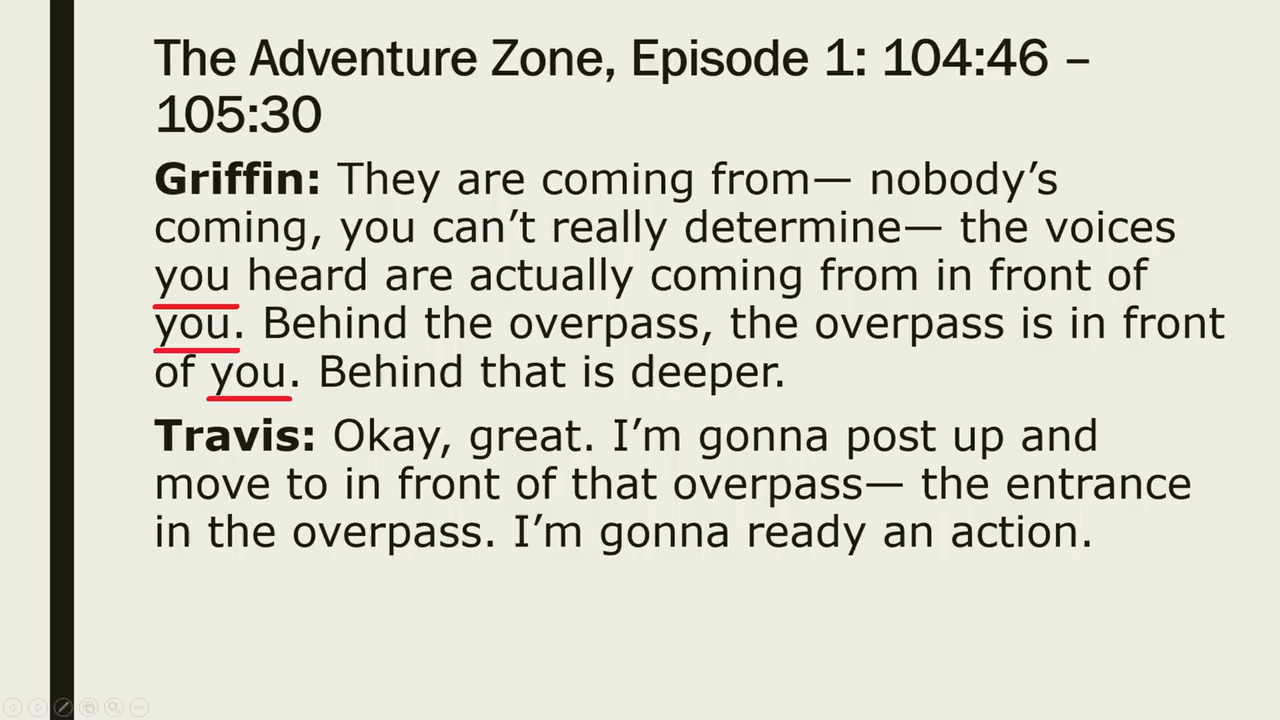 The Adventure Zone, Episode 1: 104:46 –
105:30
Griffin: They are coming from— nobody’s
coming, you can’t really determine— the voices
you heard are actually coming from in front of
you. Behind the overpass, the overpass is in front
of you. Behind that is deeper.
Travis: Okay, great. I’m gonna post up and
move to in front of that overpass— the entrance
in the overpass. I’m gonna ready an action.